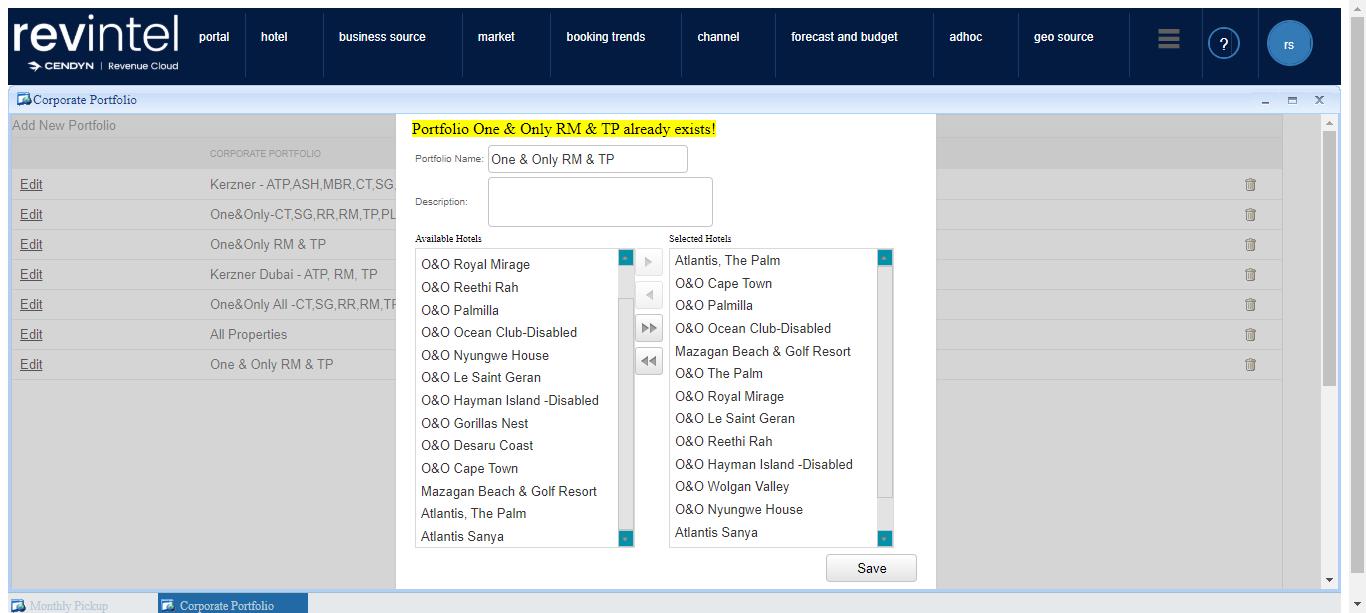 revintel
CENDYN | Revenue Cloud
portal
hotel
business source
market
booking trends
channel
forecast and budget
adhoc
geo source
?
rs
Corporate Portfolio
Add New Portfolio
CORPORATE PORTFOLIO
Edit
Kerzner - ATP,ASH,MBR,CT,SG,
Edit
One&Only-CT,SG,RR,RM,TP,PL
Edit
One&Only RM & TP
Edit
Kerzner Dubai - ATP, RM, TP
Edit
One&Only All -CT,SG,RR,RM,TP
Edit
All Properties
Edit
One & Only RM & TP
Portfolio One & Only RM & TP already exists!
Portfolio Name: One & Only RM & TP
Description:
Available Hotels
O&O Royal Mirage
O&O Reethi Rah
O&O Palmilla
O&O Ocean Club-Disabled
O&O Nyungwe House
O&O Le Saint Geran
O&O Hayman Island -Disabled
O&O Gorillas Nest
O&O Desaru Coast
O&O Cape Town
Mazagan Beach & Golf Resort
Atlantis, The Palm
Atlantis Sanya
Selected Hotels
Atlantis, The Palm
O&O Cape Town
O&O Palmilla
O&O Ocean Club-Disabled
Mazagan Beach & Golf Resort
O&O The Palm
O&O Royal Mirage
O&O Le Saint Geran
O&O Reethi Rah
O&O Hayman Island -Disabled
O&O Wolgan Valley
O&O Nyungwe House
Atlantis Sanya
Save
Monthly Pickup
Corporate Portfolio